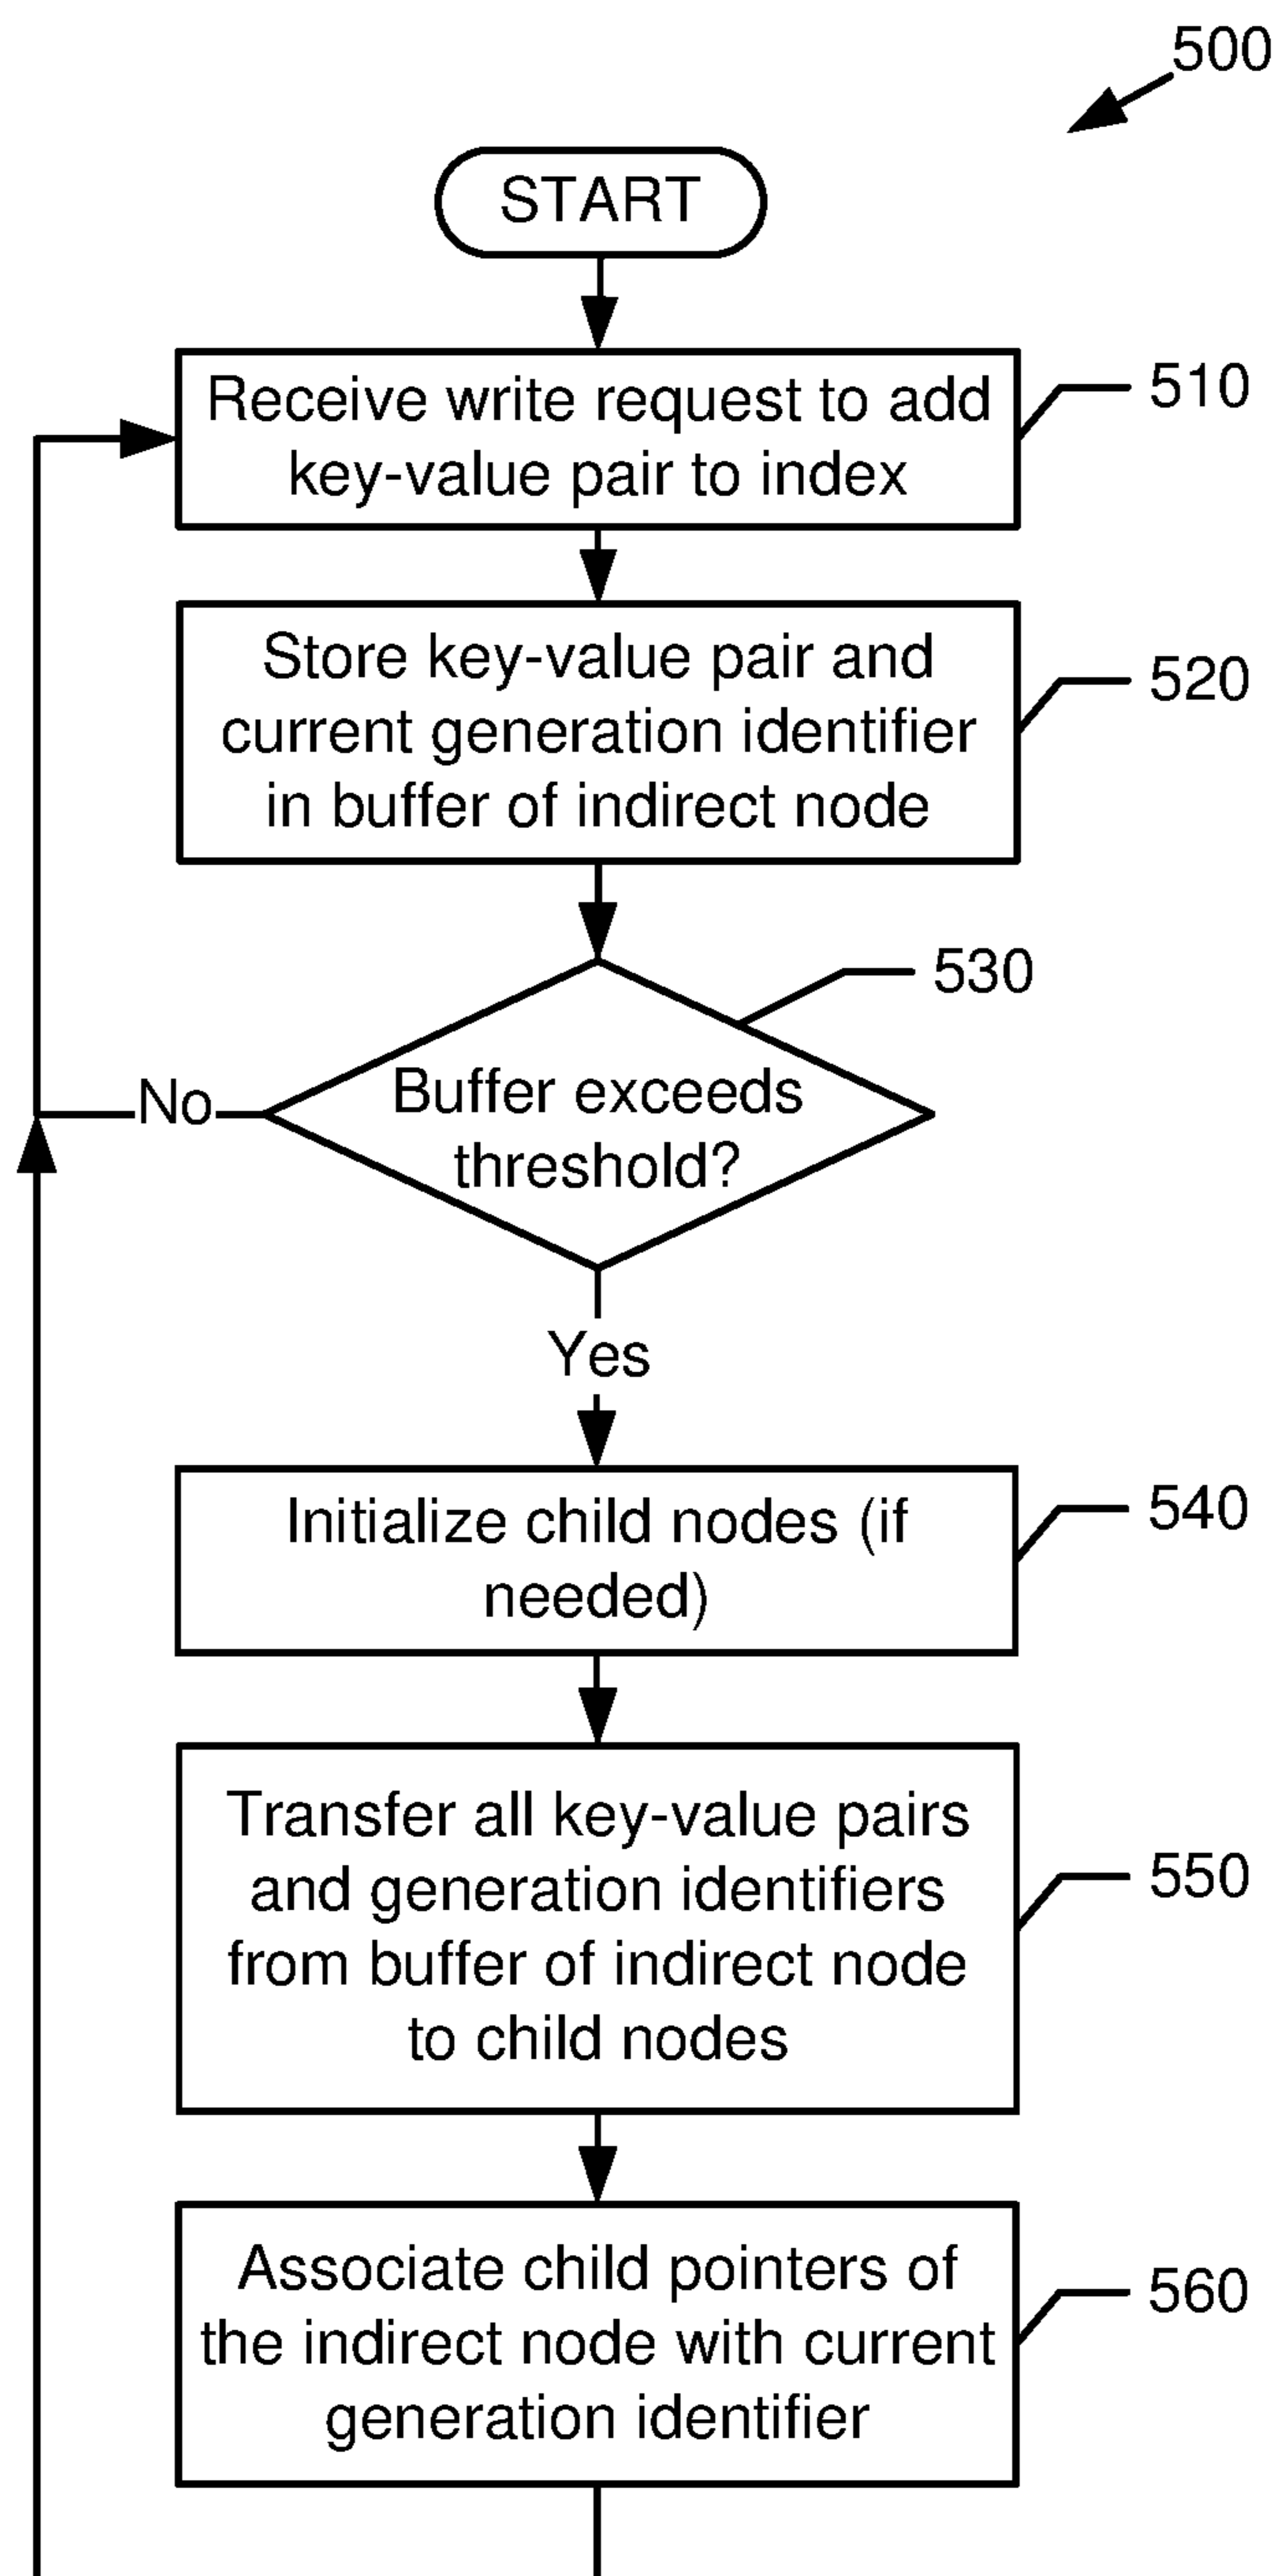 500
START
Receive write request to add
key-value pair to index
510
Store key-value pair and
current generation identifier
in buffer of indirect node
520
530
Buffer exceeds
threshold?
No
Yes
Initialize child nodes (if
needed)
540
Transfer all key-value pairs
and generation identifiers
from buffer of indirect node
to child nodes
550
Associate child pointers of
the indirect node with current
generation identifier
560